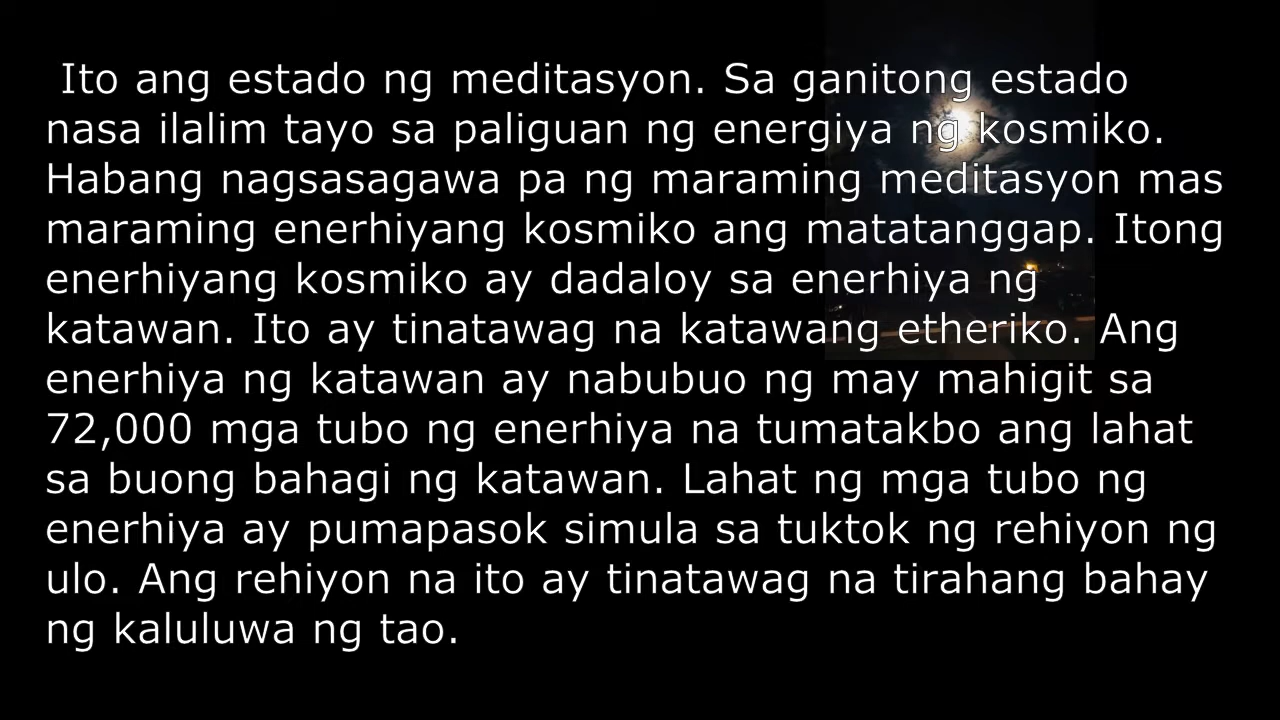 Ito ang estado ng meditasyon. Sa ganitong estado
nasa ilalim tayo sa paliguan ng energiya ng kosmiko.
Habang nagsasagawa pa ng maraming meditasyon mas
maraming enerhiyang kosmiko ang matatanggap. Itong
enerhiyang kosmiko ay dadaloy sa enerhiya ng
katawan. Ito ay tinatawag na katawang etheriko. Ang
enerhiya ng katawan ay nabubuo ng may mahigit sa
72,000 mga tubo ng enerhiya na tumatakbo ang lahat
sa buong bahagi ng katawan. Lahat ng mga tubo ng
enerhiya ay pumapasok simula sa tuktok ng rehiyon ng
ulo. Ang rehiyon na ito ay tinatawag na tirahang bahay
ng kaluluwa ng tao.